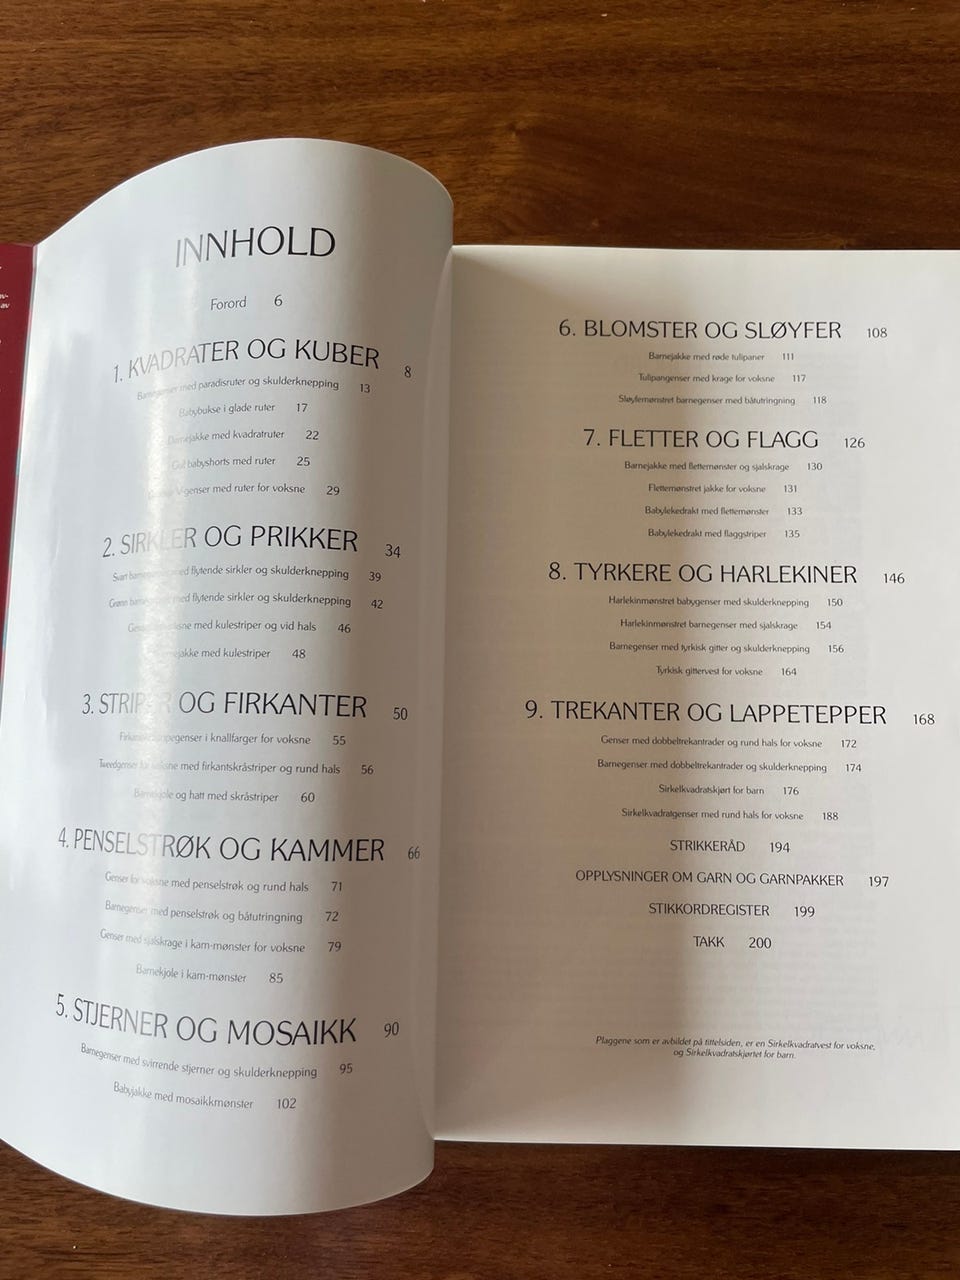 av-
av
INNHOLD
Forord 6
1. KVADRATER OG KUBER 8
Barnegenser med paradisruter og skulderknepping 13
Babybukse i glade ruter 17
med kvadratruter 22
babyshorts med ruter 25
V-genser med ruter for voksne 29
2. SIRKLER OG PRIKKER 34
Svart med flytende sirkler og skulderknepping 39
Grønn med flytende sirkler og skulderknepping 42
med kulestriper og vid hals 46
med kulestriper 48
3. STRIPER OG FIRKANTER 50
i knallfarger for voksne 55
Tweedgenser for voksne med firkantskråstriper og rund hals 56
Barnekjole og hatt med skråstriper 60
4. PENSELSTRØK OG KAMMER 66
Genser for voksne med penselstrøk og rund hals 71
Barnegenser med penselstrøk og båtutringning 72
Genser med sjalskrage i kam-mønster for voksne 79
Barnekjole i kam-mønster 85
5. STJERNER OG MOSAIKK 90
Barnegenser med svirrende stjerner og skulderknepping 95
Babyjakke med mosaikkmønster 102
6. BLOMSTER OG SLØYFER 108
Barnejakke med røde tulipaner 111
Tulipangenser med krage for voksne 117
Sløyfemønstret barnegenser med båtutringning 118
7. FLETTER OG FLAGG 126
Barnejakke med flettemønster og sjalskrage 130
Flettemønstret jakke for voksne 131
Babylekedrakt med flettemønster 133
Babylekedrakt med flaggstriper 135
8. TYRKERE OG HARLEKINER 146
Harlekinmønstret babygenser med skulderknepping 150
Harlekinmønstret barnegenser med sjalskrage 154
Barnegenser med tyrkisk gitter og skulderknepping 156
Tyrkisk gittervest for voksne 164
9. TREKANTER OG LAPPETEPPER 168
Genser med dobbeltrekantrader og rund hals for voksne 172
Barnegenser med dobbeltrekantrader og skulderknepping 174
Sirkelkvadratskjørt for barn 176
Sirkelkvadratgenser med rund hals for voksne 188
STRIKKERÅD 194
OPPLYSNINGER OM GARN OG GARNPAKKER 197
STIKKORDREGISTER 199
TAKK 200
Plaggene som er avbildet på tittelsiden, er en Sirkelkvadratvest for voksne,
og Sirkelkvadratskjørtet for barn.